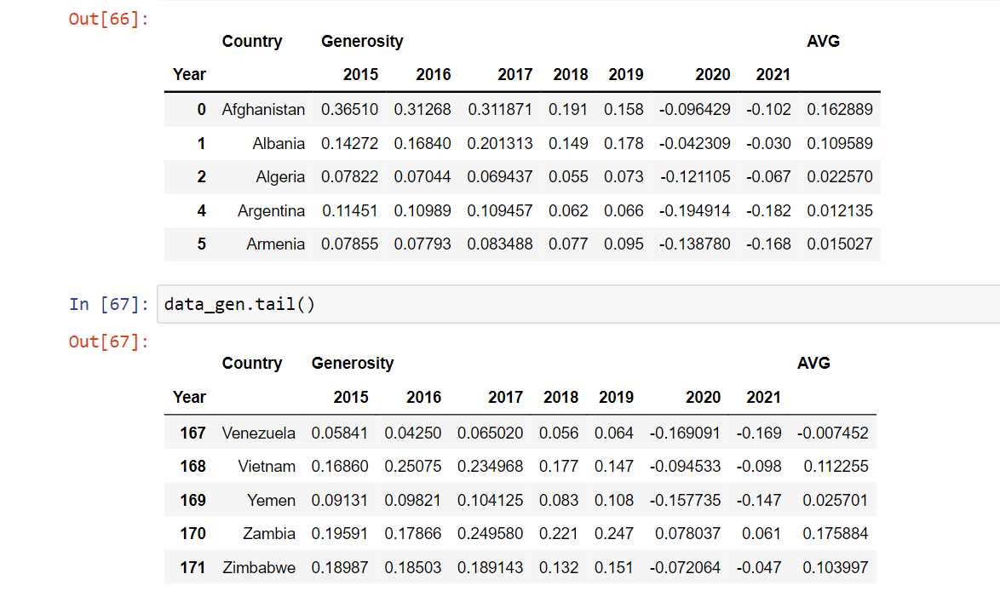 Out[66]:
Country Generosity AVG
Year 2015 2016 2017 2018 2019 2020 2021
0 Afghanistan 0.36510 0.31268 0.311871 0.191 0.158 -0.096429 -0.102 0.162889
1 Albania 0.14272 0.16840 0.201313 0.149 0.178 -0.042309 -0.030 0.109589
2 Algeria 0.07822 0.07044 0.069437 0.055 0.073 -0.121105 -0.067 0.022570
4 Argentina 0.11451 0.10989 0.109457 0.062 0.066 -0.194914 -0.182 0.012135
5 Armenia 0.07855 0.07793 0.083488 0.077 0.095 -0.138780 -0.168 0.015027
In [67]: data_gen.tail()
Out[67]:
Country Generosity AVG
Year 2015 2016 2017 2018 2019 2020 2021
167 Venezuela 0.05841 0.04250 0.065020 0.056 0.064 -0.169091 -0.169 -0.007452
168 Vietnam 0.16860 0.25075 0.234968 0.177 0.147 -0.094533 -0.098 0.112255
169 Yemen 0.09131 0.09821 0.104125 0.083 0.108 -0.157735 -0.147 0.025701
170 Zambia 0.19591 0.17866 0.249580 0.221 0.247 0.078037 0.061 0.175884
171 Zimbabwe 0.18987 0.18503 0.189143 0.132 0.151 -0.072064 -0.047 0.103997